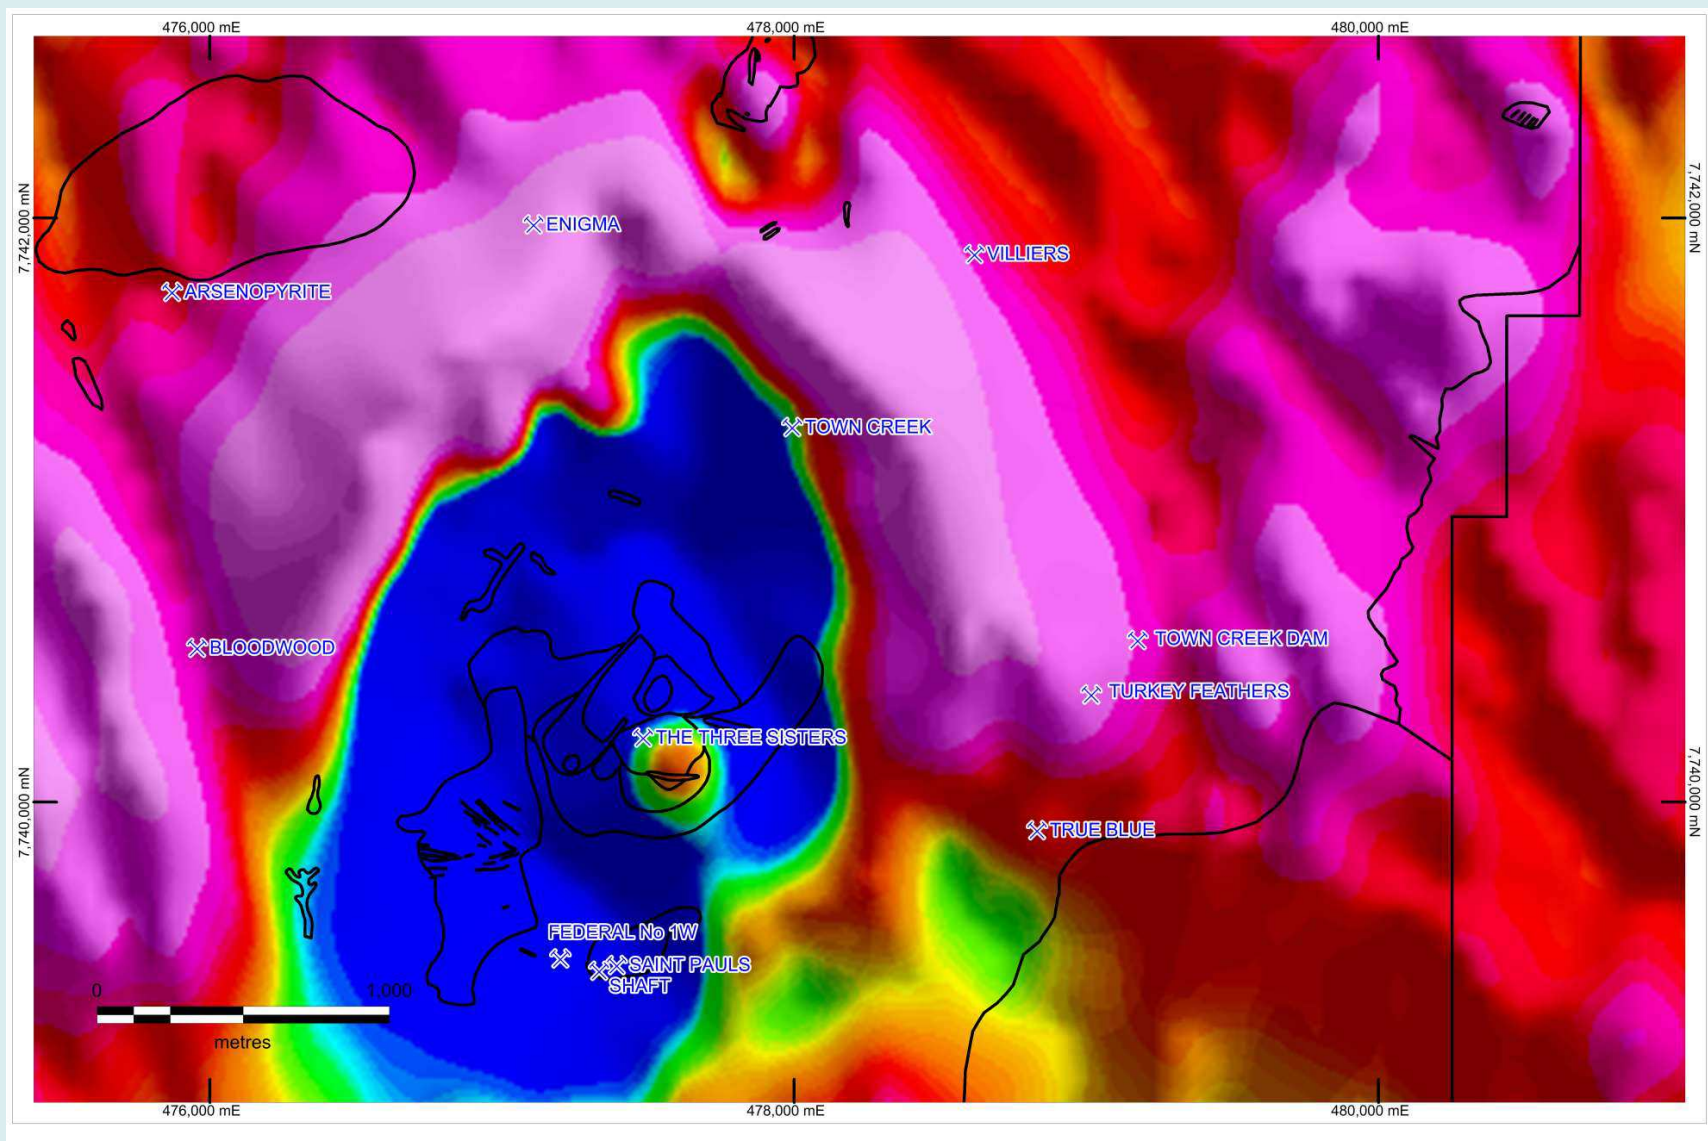 476,000 mE
478,000 mE
480,000 mE
7,742,000 mN
7,742,000 mN
ENIGMA
VILLIERS
ARSENOPYRITE
TOWN CREEK
TOWN CREEK DAM
BLOODWOOD
TURKEY FEATHERS
THE THREE SISTERS
7,740,000 mN
7,740,000 mN
TRUE BLUE
FEDERAL No 1W
SAINT PAULS
SHAFT
0
1,000
metres
476,000 mE
478,000 mE
480,000 mE